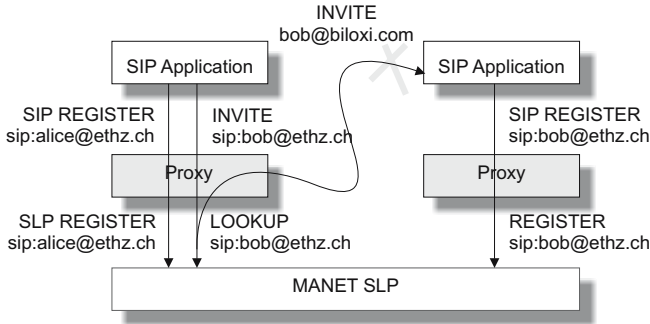 INVITE
bob@biloxi.com
SIP Application
SIP Application
SIP REGISTER
sip:alice@ethz.ch
INVITE
sip:bob@ethz.ch
SIP REGISTER
sip:bob@ethz.ch
Proxy
Proxy
SLP REGISTER
sip:alice@ethz.ch
LOOKUP
sip:bob@ethz.ch
REGISTER
sip:bob@ethz.ch
MANET SLP